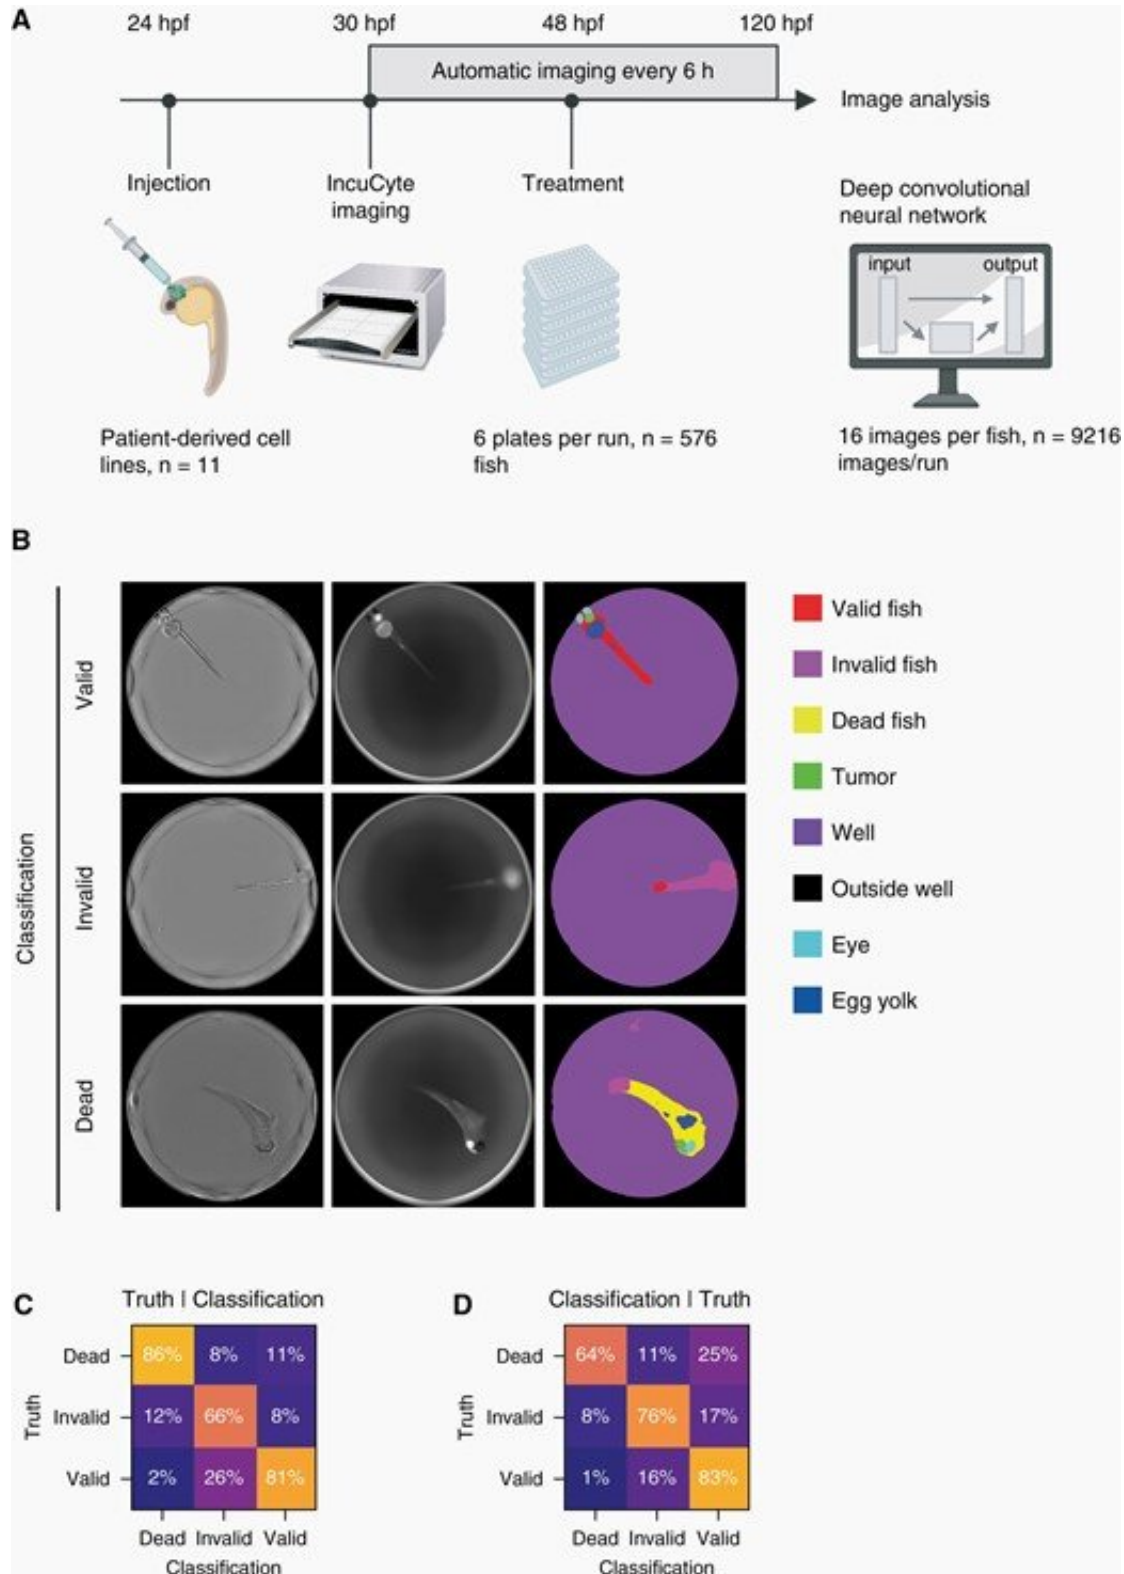 A
24 hpf 30 hpf 48 hpf 120 hpf
Automatic imaging every 6 h
Image analysis
Injection
IncuCyte
imaging
Treatment
Deep convolutional
neural network
input output
Patient-derived cell
lines, n = 11
6 plates per run, n = 576
fish
16 images per fish, n = 9216
images/run
B
Classification
Valid
Invalid
Dead
Valid fish
Invalid fish
Dead fish
Tumor
Well
Outside well
Eye
Egg yolk
C
Truth | Classification
Truth
Dead 86% 8% 11%
Invalid 12% 66% 8%
Valid 2% 26% 81%
Dead Invalid Valid
Classification
D
Classification | Truth
Truth
Dead 64% 11% 25%
Invalid 8% 76% 17%
Valid 1% 16% 83%
Dead Invalid Valid
Classification